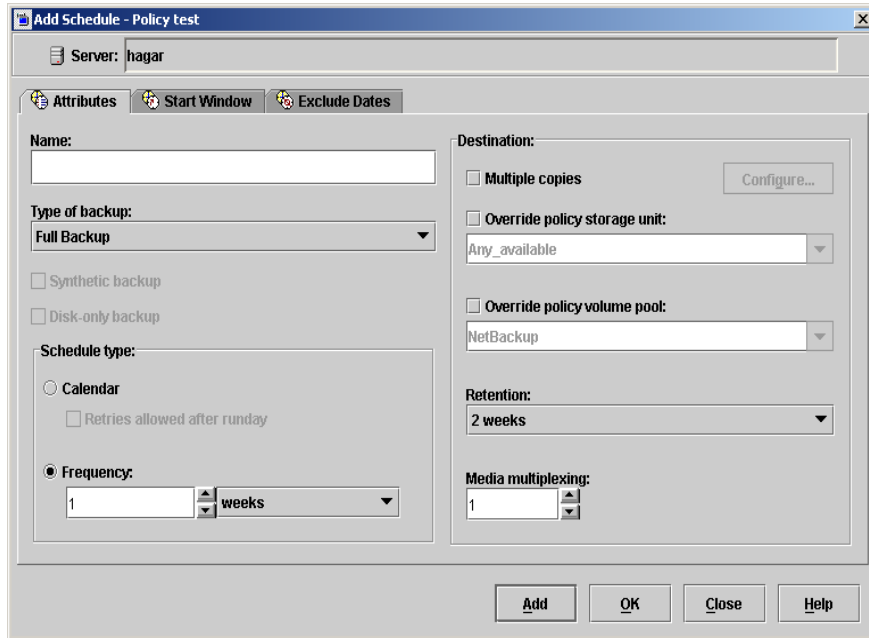 Add Schedule - Policy test
Server: hagar
Attributes
Start Window
Exclude Dates
Name:
Type of backup:
Full Backup
Synthetic backup
Disk-only backup
Schedule type:
Calendar
Retries allowed after runday
Frequency:
1
weeks
Destination:
Multiple copies
Configure...
Override policy storage unit:
Any_available
Override policy volume pool:
NetBackup
Retention:
2 weeks
Media multiplexing:
1
Add
OK
Close
Help